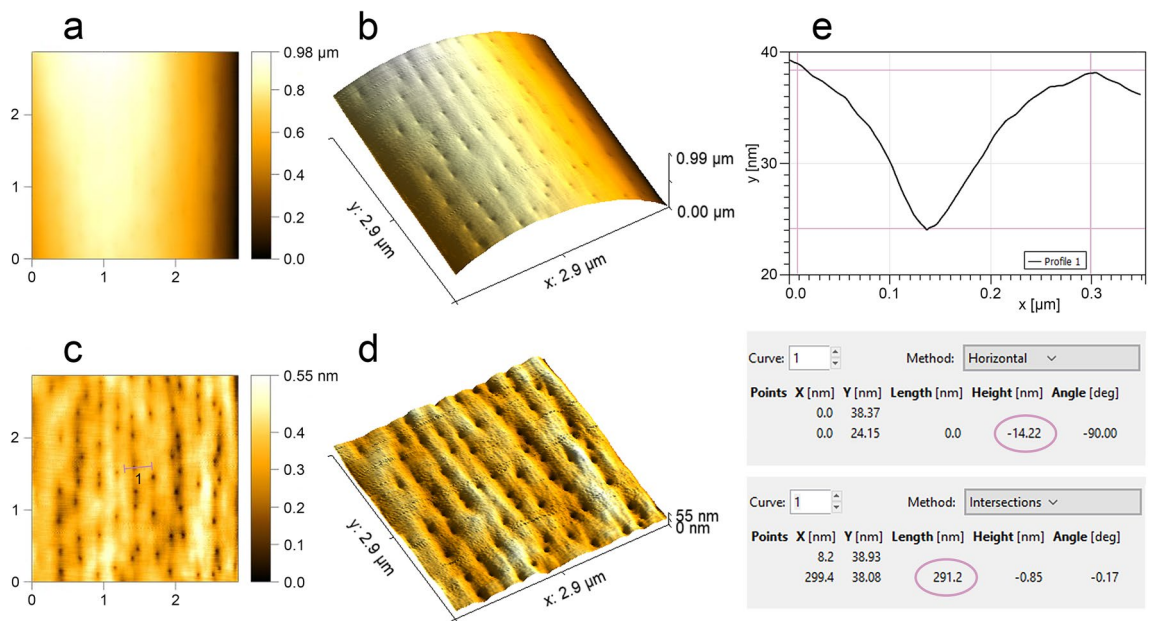 a
0.98 µm
2
0.8
0.6
1
0.4
0.2
0
0.0
0 1 2
b
0.99 µm
0.00 µm
y: 2.9 µm
x: 2.9 µm
c
0.55 nm
2
0.4
0.3
1
1
0.2
0.1
0
0.0
0 1 2
d
55 nm
0 nm
y: 2.9 µm
x: 2.9 µm
e
40
y [nm]
30
20
Profile 1
0.0 0.1 0.2 0.3
x [µm]
Curve: 1 Method: Horizontal
Points X [nm] Y [nm] Length [nm] Height [nm] Angle [deg]
0.0 38.37
0.0 24.15 0.0 -14.22 -90.00
Curve: 1 Method: Intersections
Points X [nm] Y [nm] Length [nm] Height [nm] Angle [deg]
8.2 38.93
299.4 38.08 291.2 -0.85 -0.17